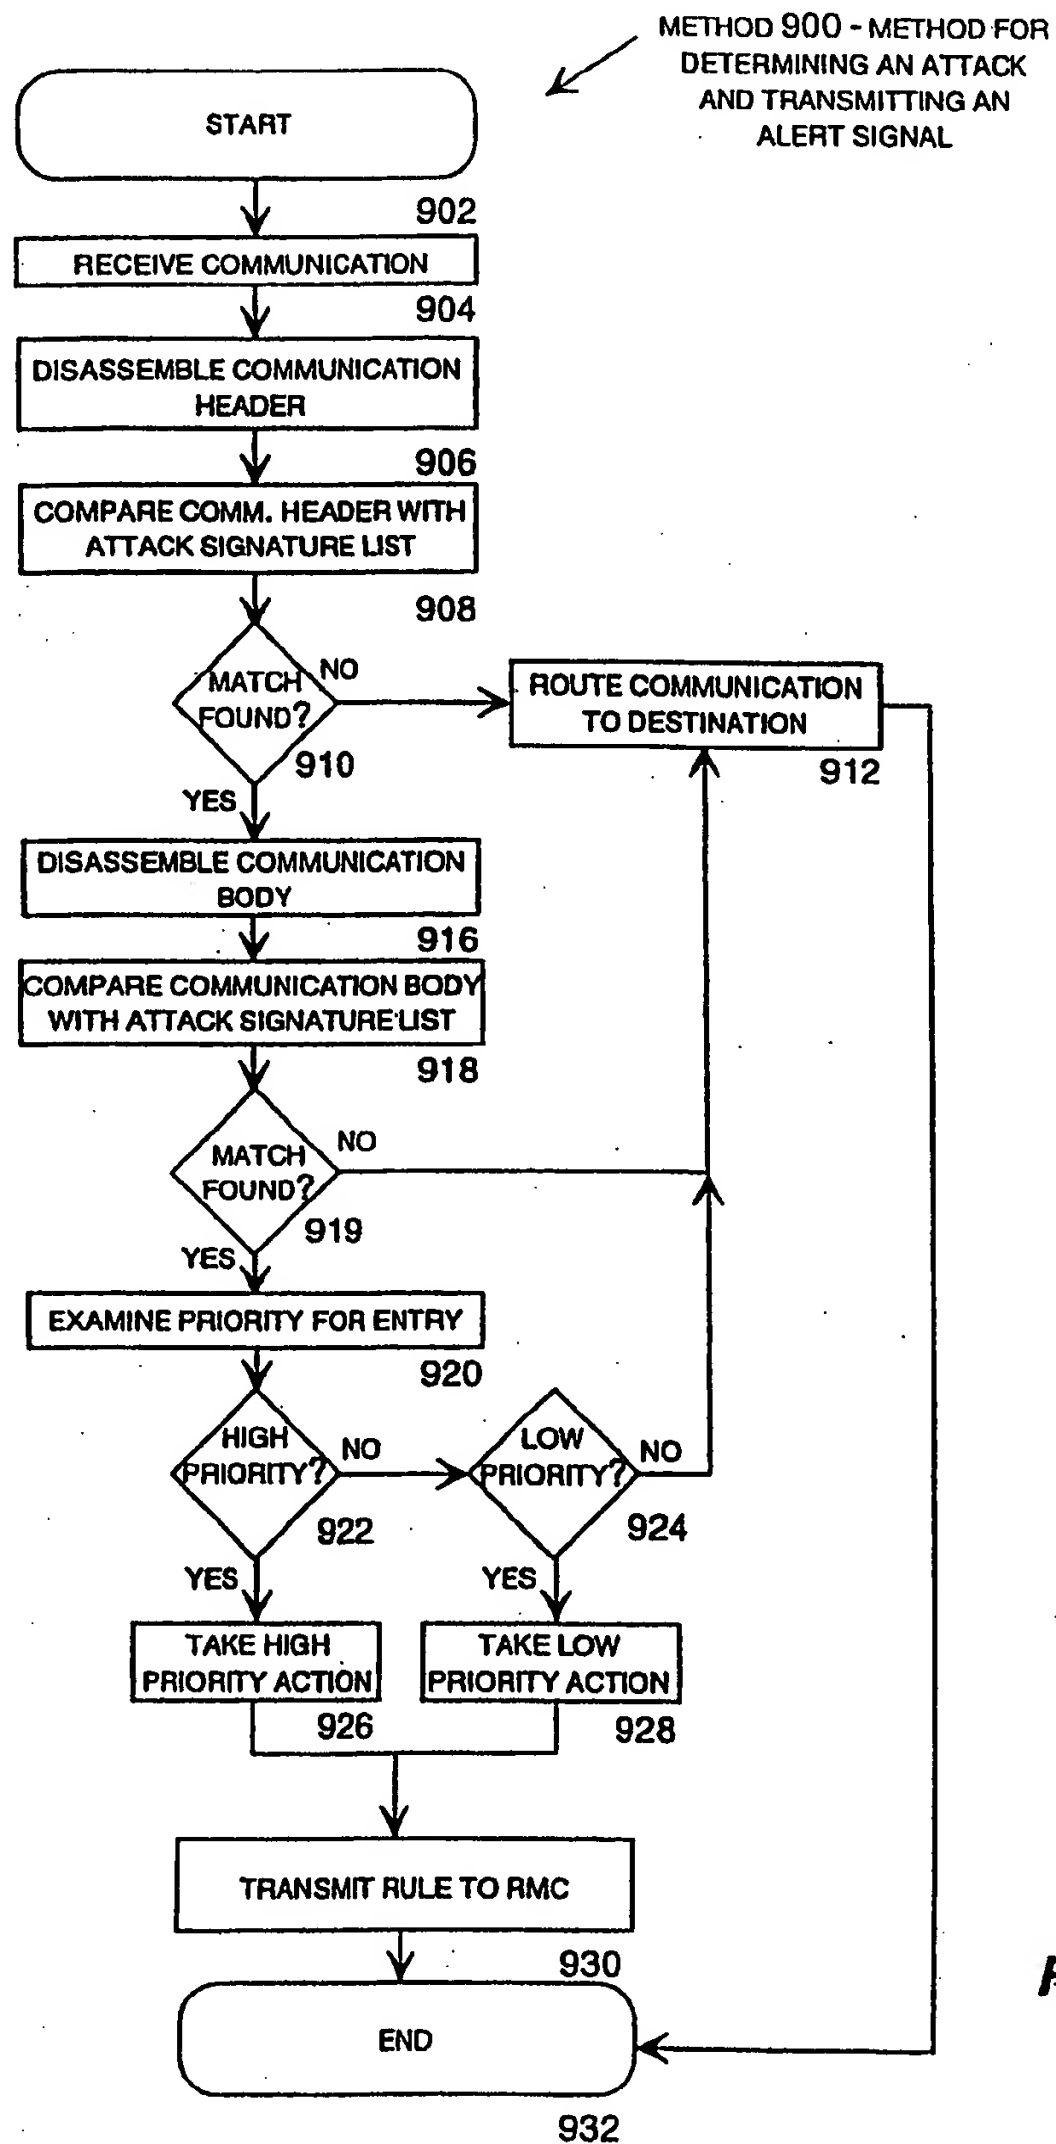 METHOD 900 - METHOD FOR
DETERMINING AN ATTACK
AND TRANSMITTING AN
ALERT SIGNAL
START
902
RECEIVE COMMUNICATION
904
DISASSEMBLE COMMUNICATION
HEADER
906
COMPARE COMM. HEADER WITH
ATTACK SIGNATURE LIST
908
MATCH
FOUND?
NO
910
YES
ROUTE COMMUNICATION
TO DESTINATION
912
DISASSEMBLE COMMUNICATION
BODY
916
COMPARE COMMUNICATION BODY
WITH ATTACK SIGNATURE LIST
918
MATCH
FOUND?
NO
919
YES
EXAMINE PRIORITY FOR ENTRY
920
HIGH
PRIORITY?
NO
922
YES
LOW
PRIORITY?
NO
924
YES
TAKE HIGH
PRIORITY ACTION
926
TAKE LOW
PRIORITY ACTION
928
TRANSMIT RULE TO RMC
930
END
932